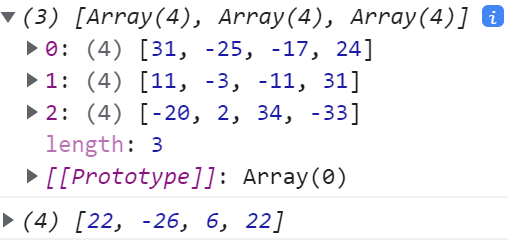 (3) [Array(4), Array(4), Array(4)] i
0: (4) [31, -25, -17, 24]
1: (4) [11, -3, -11, 31]
2: (4) [-20, 2, 34, -33]
length: 3
[[Prototype]]: Array(0)
(4) [22, -26, 6, 22]